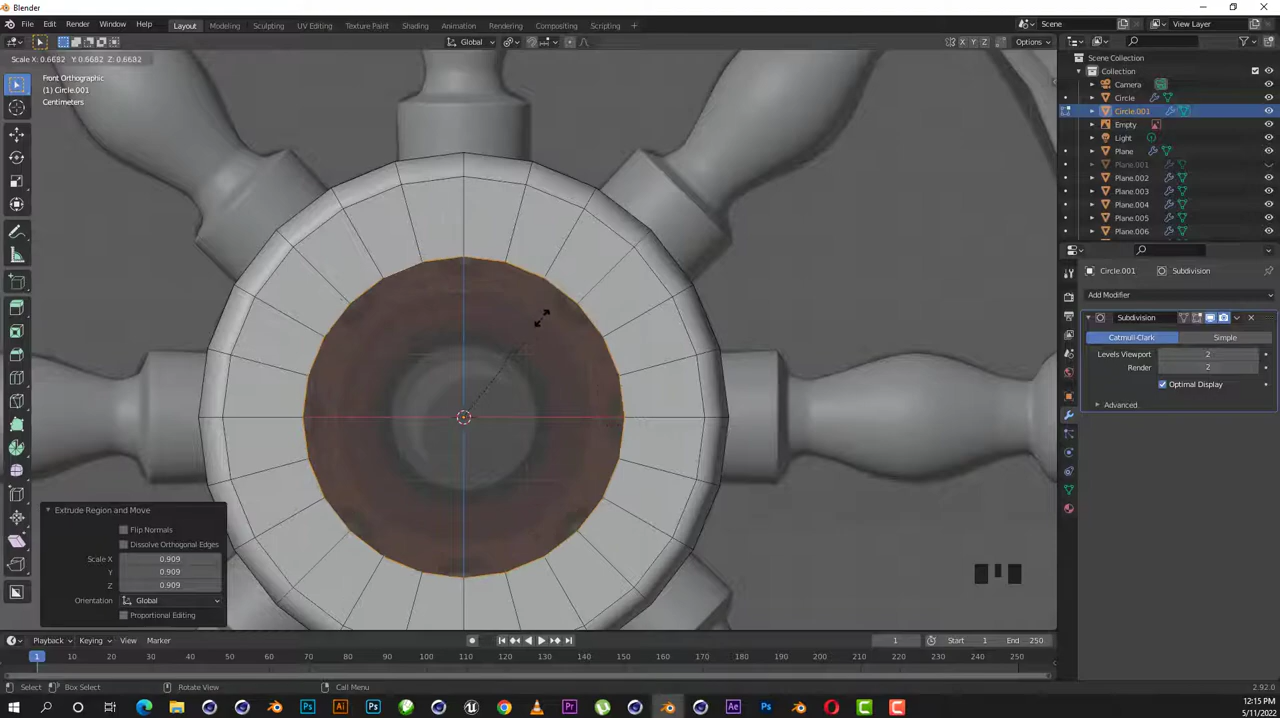 Blender
File Edit Render Window Help Layout Modeling Sculpting UV Editing Texture Paint Shading Animation Rendering Compositing Scripting + Scene View Layer
Global Options
X Y Z
Scale X: 0.6682 Y: 0.6682 Z: 0.6682
Front Orthographic
(1) Circle.001
Centimeters
Scene Collection
Collection
Camera
Circle
Circle.001
Empty
Light
Plane
Plane.001
Plane.002
Plane.003
Plane.004
Plane.005
Plane.006
Circle.001 Subdivision
Add Modifier
Subdivision
Catmull-Clark Simple
Levels Viewport 2
Render 2
Optimal Display
Advanced
Extrude Region and Move
Flip Normals
Dissolve Orthogonal Edges
Scale X 0.909
Y 0.909
Z 0.909
Orientation Global
Proportional Editing
Playback Keying View Marker 1 Start 1 End 250
1 10 20 30 40 50 60 70 80 90 100 110 120 130 140 150 160 170 180 190 200 210 220 230 240 250
Select Box Select Rotate View Call Menu 2.92.0
12:15 PM
5/11/2022